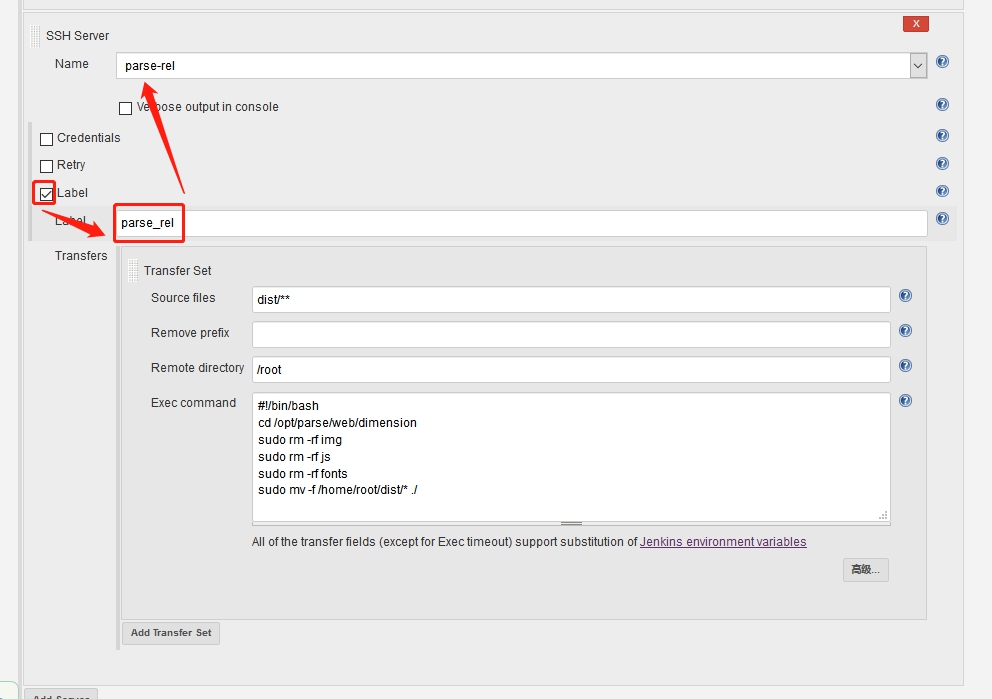 X
SSH Server
Name
parse-rel
Verbose output in console
Credentials
Retry
Label
Label
parse_rel
Transfers
Transfer Set
Source files
dist/**
Remove prefix
Remote directory
/root
Exec command
#!/bin/bash
cd /opt/parse/web/dimension
sudo rm -rf img
sudo rm -rf js
sudo rm -rf fonts
sudo mv -f /home/root/dist/* ./
All of the transfer fields (except for Exec timeout) support substitution of Jenkins environment variables
高级...
Add Transfer Set
Add Server